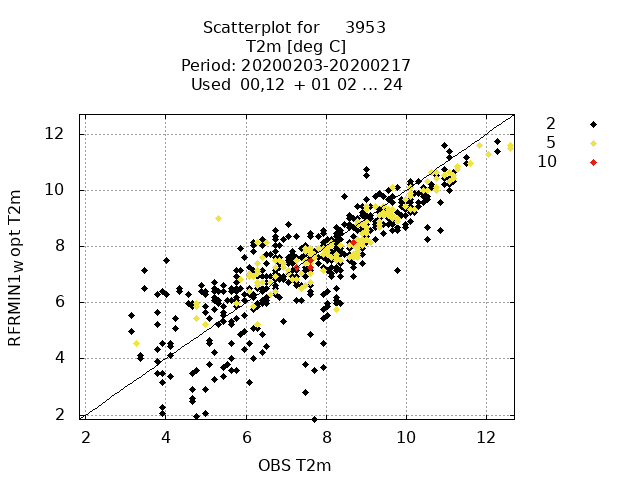 Scatterplot for 3953
T2m [deg C]
Period: 20200203-20200217
Used 00,12 + 01 02 ... 24
2
5
10
12
10
8
6
4
2
RFRMIN1_W opt T2m
2 4 6 8 10 12
OBS T2m